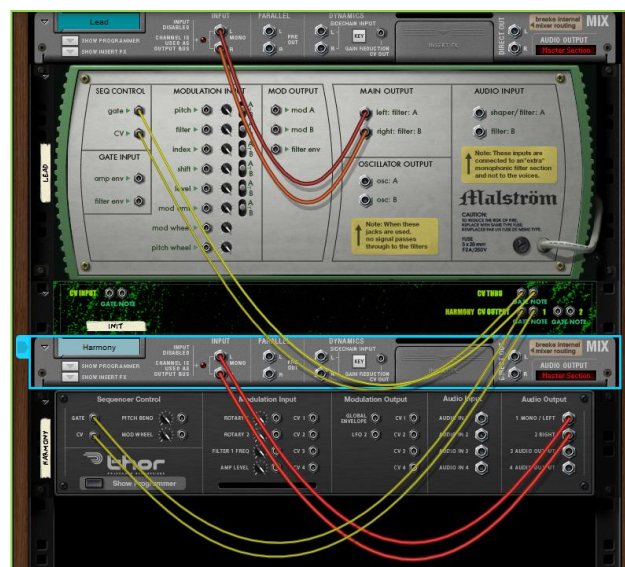 Lead
INPUT DISABLED
CHANNEL IS USED AS OUTPUT BUS
SHOW PROGRAMMER
SHOW INSERT FX
INPUT
L
MONO
R
PARALLEL
L
PRE OUT
R
DYNAMICS
SIDECHAIN INPUT
KEY
L
R
GAIN REDUCTION CV OUT
INSERT FX
DIRECT OUT
L
R
breaks internal mixer routing
MIX
AUDIO OUTPUT
Master Section
SEQ CONTROL
gate
CV
GATE INPUT
amp env
filter env
MODULATION INPUT
pitch
filter
index
shift
level
mod wheel
pitch wheel
A
B
MOD OUTPUT
mod A
mod B
filter env
MAIN OUTPUT
left: filter: A
right: filter: B
OSCILLATOR OUTPUT
osc: A
osc: B
Note: When these jacks are used, no signal passes through to the filters
AUDIO INPUT
shaper/filter: A
filter: B
Note: These inputs are connected to an "extra" monophonic filter section and not to the voices.
Malström
CAUTION:
FUSE
LEAD
CV INPUT
GATE NOTE
INIT
CV THRU
GATE NOTE
HARMONY CV OUTPUT
1
2
GATE NOTE
GATE NOTE
Harmony
INPUT DISABLED
CHANNEL IS USED AS OUTPUT BUS
SHOW PROGRAMMER
SHOW INSERT FX
INPUT
L
MONO
R
PARALLEL
DYNAMICS
SIDECHAIN INPUT
KEY
GAIN REDUCTION CV OUT
breaks internal mixer routing
MIX
AUDIO OUTPUT
Master Section
HARMONY
Sequencer Control
GATE
PITCH BEND
CV
MOD WHEEL
thor
Show Programmer
Modulation Input
ROTARY
CV 1
ROTARY 2
CV 2
FILTER 1 FREQ
CV 3
AMP LEVEL
CV 4
Modulation Output
GLOBAL ENVELOPE
CV 1
LFO 2
CV 2
CV 3
CV 4
Audio Input
AUDIO IN 2
AUDIO IN 3
AUDIO IN 4
Audio Output
1 MONO / LEFT
2 RIGHT
3 AUDIO OUTPUT
4 AUDIO OUTPUT